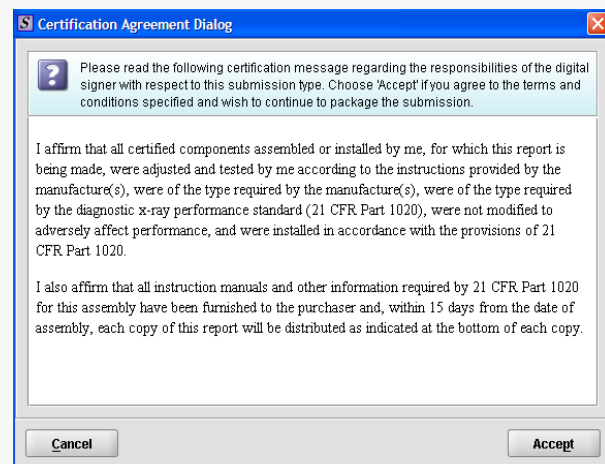 S Certification Agreement Dialog
Please read the following certification message regarding the responsibilities of the digital
signer with respect to this submission type. Choose 'Accept' if you agree to the terms and
conditions specified and wish to continue to package the submission.
I affirm that all certified components assembled or installed by me, for which this report is
being made, were adjusted and tested by me according to the instructions provided by the
manufacture(s), were of the type required by the manufacture(s), were of the type required
by the diagnostic x-ray performance standard (21 CFR Part 1020), were not modified to
adversely affect performance, and were installed in accordance with the provisions of 21
CFR Part 1020.
I also affirm that all instruction manuals and other information required by 21 CFR Part 1020
for this assembly have been furnished to the purchaser and, within 15 days from the date of
assembly, each copy of this report will be distributed as indicated at the bottom of each copy.
Cancel
Accept